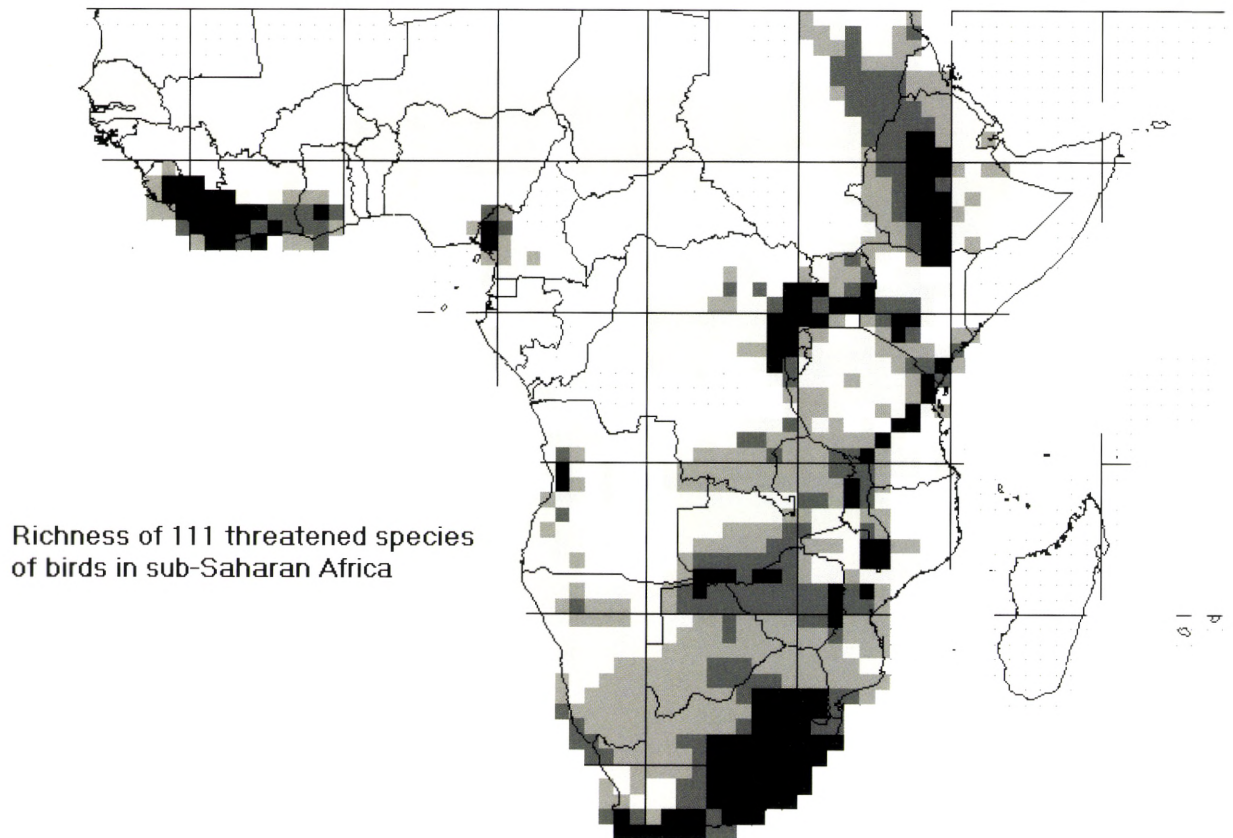 Richness of 111 threatened species
of birds in sub-Saharan Africa